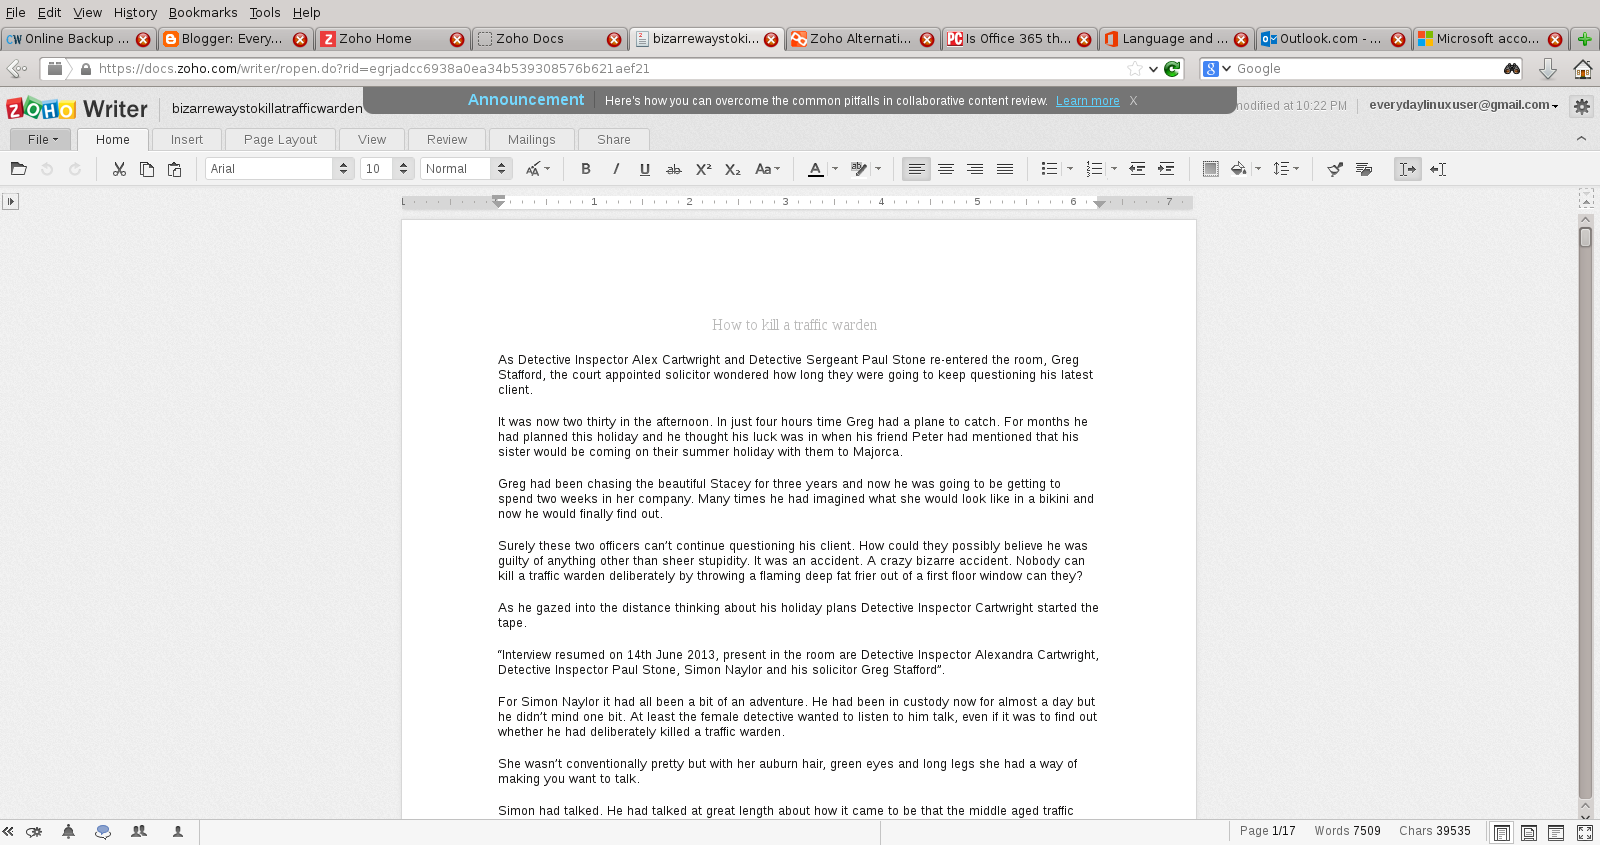 File Edit View History Bookmarks Tools Help
CW Online Backup ... Blogger: Every... Zoho Home Zoho Docs bizarrewaystoki... Zoho Alternati... PC Is Office 365 th... Language and ... Outlook.com - ... Microsoft acco...
https://docs.zoho.com/writer/ropen.do?rid=egrjadcc6938a0ea34b539308576b621aef21
Google
Announcement Here's how you can overcome the common pitfalls in collaborative content review. Learn more X
ZOHO Writer bizarrewaystokillatrafficwarden modified at 10:22 PM everydaylinuxuser@gmail.com
File Home Insert Page Layout View Review Mailings Share
Arial 10 Normal B I U ab X² X₂ Aa A
1 1 2 3 4 5 6 7
How to kill a traffic warden
As Detective Inspector Alex Cartwright and Detective Sergeant Paul Stone re-entered the room, Greg
Stafford, the court appointed solicitor wondered how long they were going to keep questioning his latest
client.
It was now two thirty in the afternoon. In just four hours time Greg had a plane to catch. For months he
had planned this holiday and he thought his luck was in when his friend Peter had mentioned that his
sister would be coming on their summer holiday with them to Majorca.
Greg had been chasing the beautiful Stacey for three years and now he was going to be getting to
spend two weeks in her company. Many times he had imagined what she would look like in a bikini and
now he would finally find out.
Surely these two officers can’t continue questioning his client. How could they possibly believe he was
guilty of anything other than sheer stupidity. It was an accident. A crazy bizarre accident. Nobody can
kill a traffic warden deliberately by throwing a flaming deep fat frier out of a first floor window can they?
As he gazed into the distance thinking about his holiday plans Detective Inspector Cartwright started the
tape.
“Interview resumed on 14th June 2013, present in the room are Detective Inspector Alexandra Cartwright,
Detective Inspector Paul Stone, Simon Naylor and his solicitor Greg Stafford”.
For Simon Naylor it had all been a bit of an adventure. He had been in custody now for almost a day but
he didn’t mind one bit. At least the female detective wanted to listen to him talk, even if it was to find out
whether he had deliberately killed a traffic warden.
She wasn’t conventionally pretty but with her auburn hair, green eyes and long legs she had a way of
making you want to talk.
Simon had talked. He had talked at great length about how it came to be that the middle aged traffic
Page 1/17 Words 7509 Chars 39535